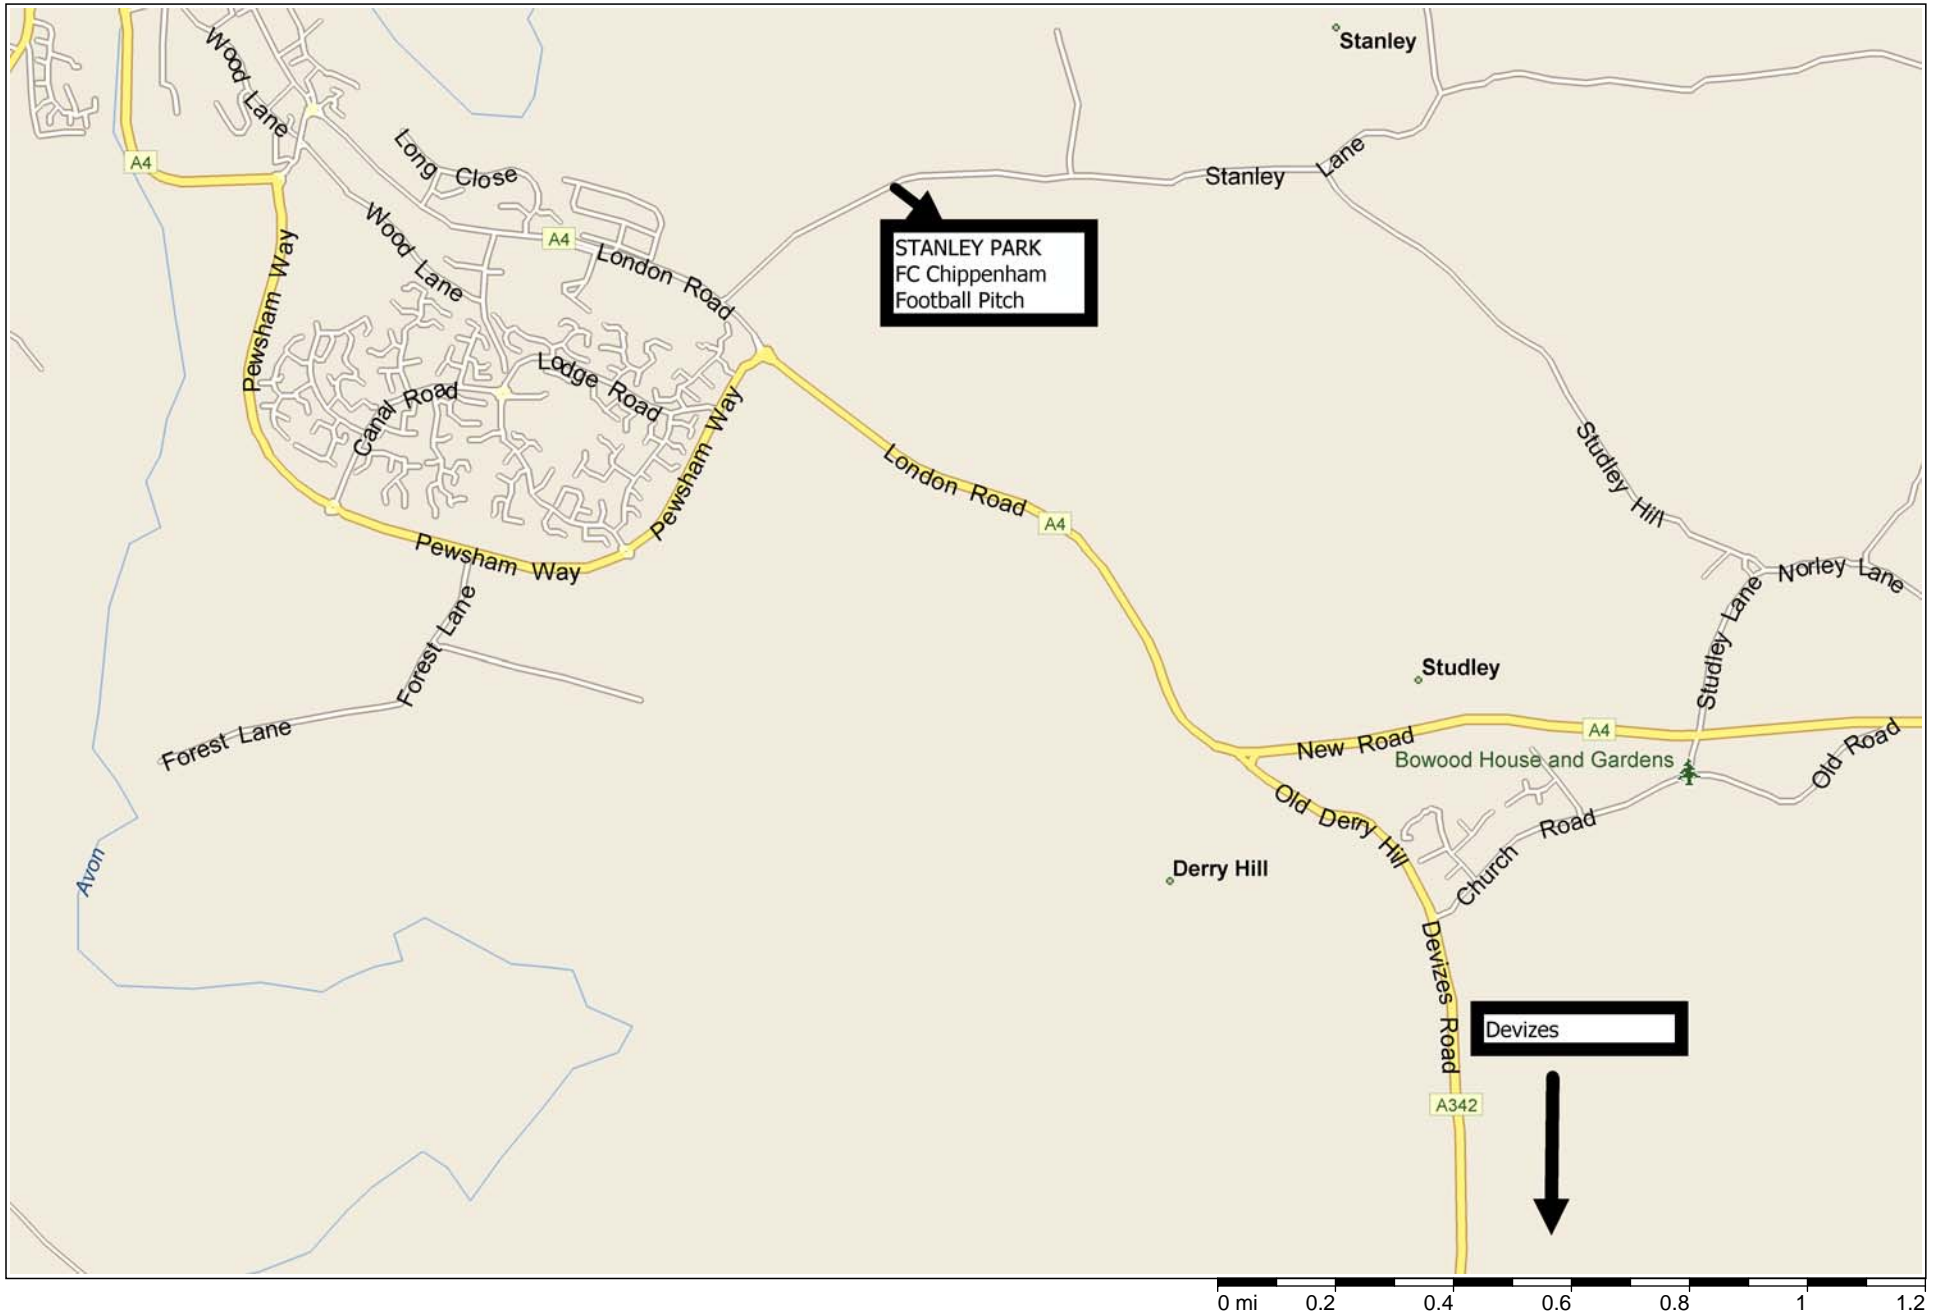 Stanley
Wood Lane
A4
Long Close
Stanley Lane
Wood Lane
A4
London Road
STANLEY PARK
FC Chippenham
Football Pitch
Pewsham Way
Lodge Road
Canal Road
Pewsham Way
London Road
A4
Studley Hill
Pewsham Way
Norley Lane
Forest Lane
Studley Lane
Studley
Forest Lane
New Road
A4
Old Road
Bowood House and Gardens
Old Derry Hill
Church Road
Derry Hill
Avon
Devizes Road
Devizes
A342
0 mi 0.2 0.4 0.6 0.8 1 1.2